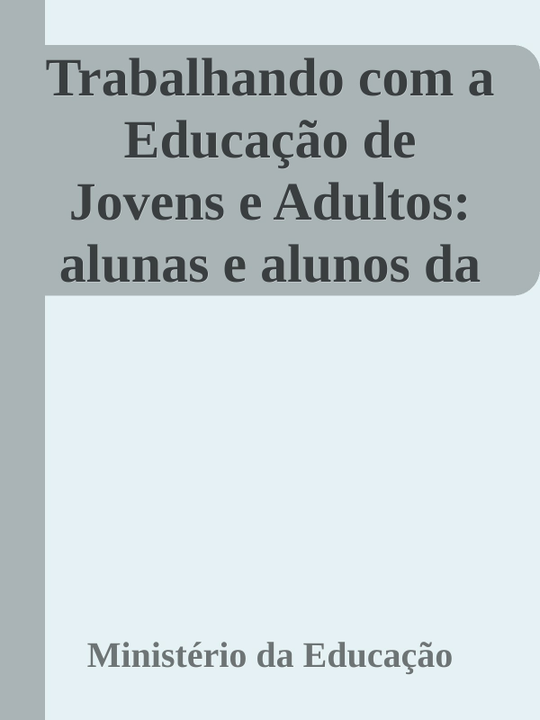 Trabalhando com a
Educação de
Jovens e Adultos:
alunas e alunos da
Ministério da Educação